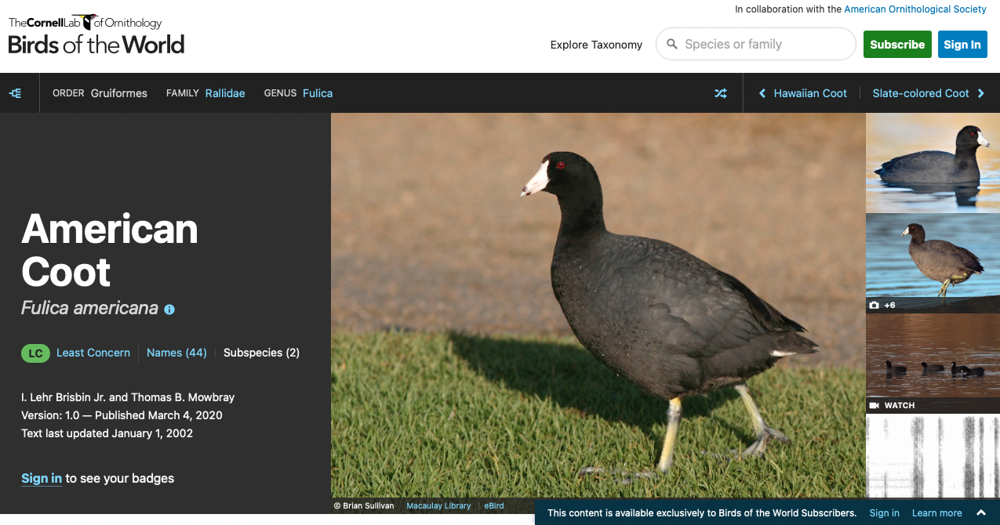 In collaboration with the American Ornithological Society
TheCornellLab of Ornithology
Birds of the World
Explore Taxonomy
Species or family
Subscribe
Sign In
ORDER Gruiformes FAMILY Rallidae GENUS Fulica
Hawaiian Coot
Slate-colored Coot
American
Coot
Fulica americana
LC Least Concern Names (44) Subspecies (2)
I. Lehr Brisbin Jr. and Thomas B. Mowbray
Version: 1.0 — Published March 4, 2020
Text last updated January 1, 2002
Sign in to see your badges
+6
WATCH
© Brian Sullivan Macaulay Library eBird
This content is available exclusively to Birds of the World Subscribers. Sign in Learn more